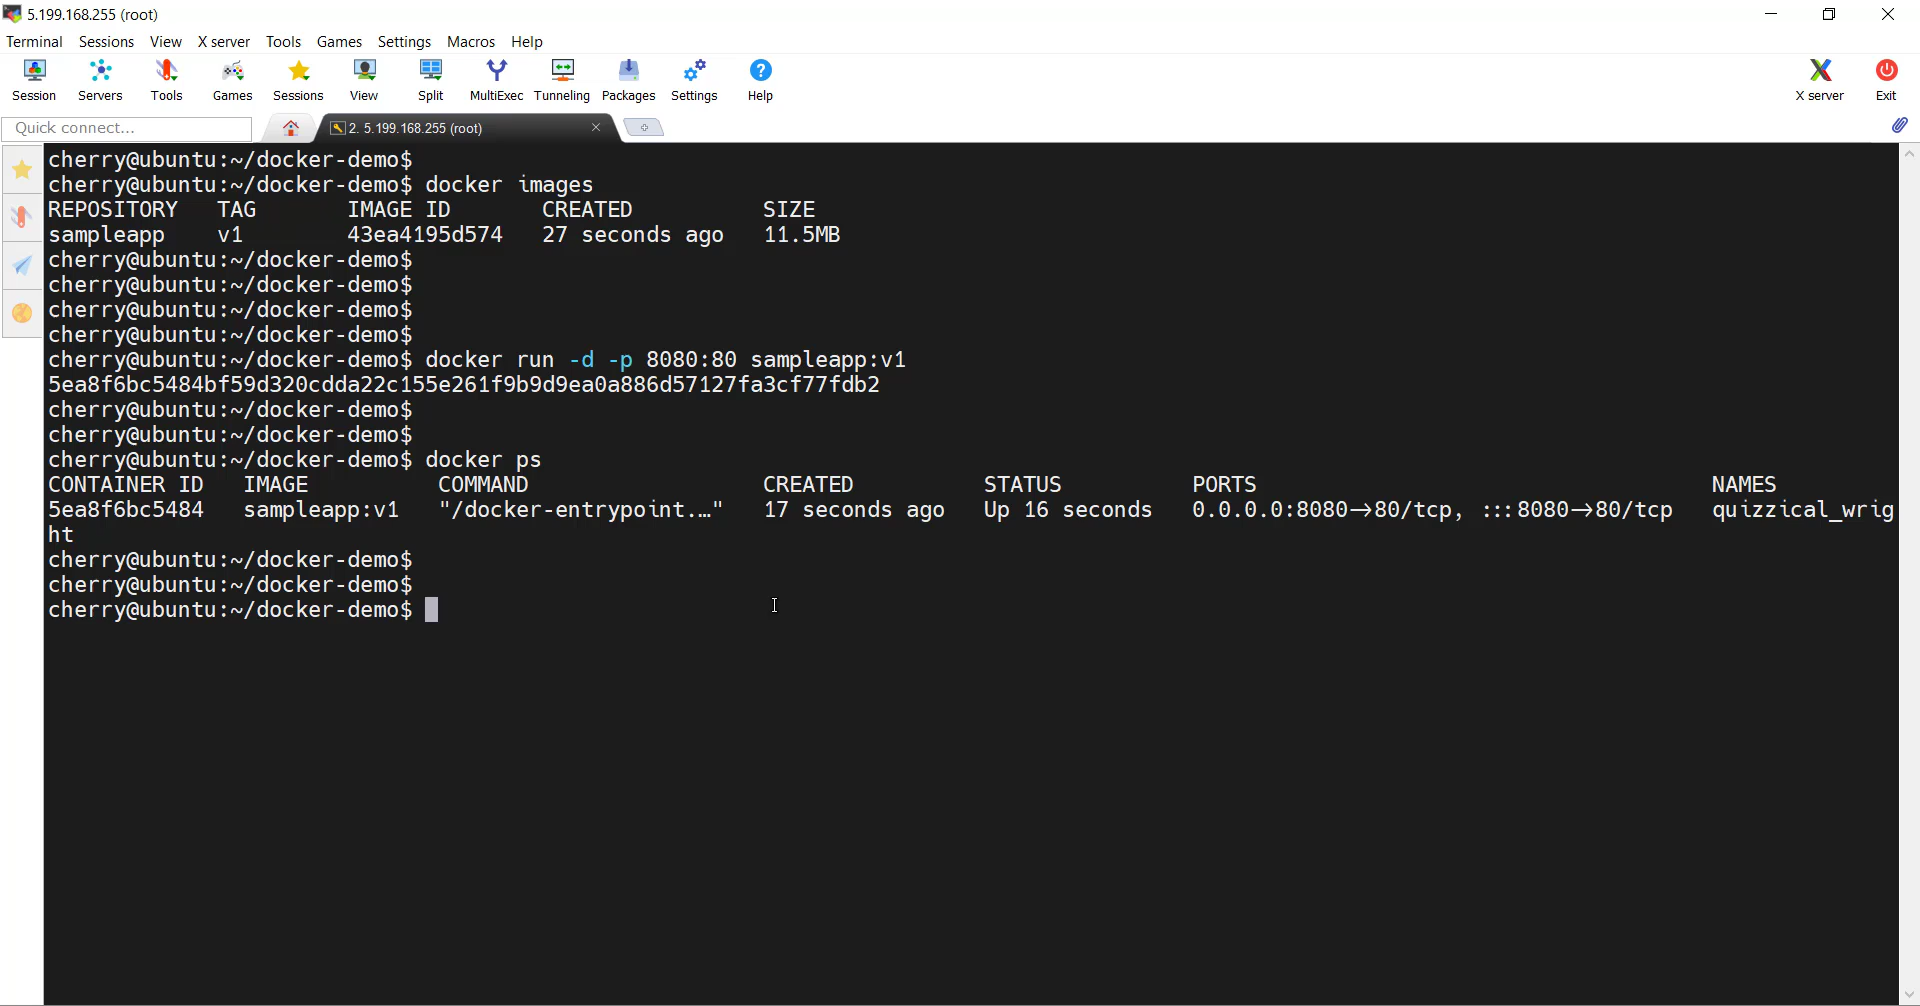 5.199.168.255 (root)
Terminal Sessions View X server Tools Games Settings Macros Help
Session Servers Tools Games Sessions View Split MultiExec Tunneling Packages Settings Help X server Exit
Quick connect... 2. 5.199.168.255 (root)
cherry@ubuntu:~/docker-demo$
cherry@ubuntu:~/docker-demo$ docker images
REPOSITORY   TAG       IMAGE ID       CREATED          SIZE
sampleapp    v1        43ea4195d574   27 seconds ago   11.5MB
cherry@ubuntu:~/docker-demo$
cherry@ubuntu:~/docker-demo$
cherry@ubuntu:~/docker-demo$
cherry@ubuntu:~/docker-demo$
cherry@ubuntu:~/docker-demo$ docker run -d -p 8080:80 sampleapp:v1
5ea8f6bc5484bf59d320cdda22c155e261f9b9d9ea0a886d57127fa3cf77fdb2
cherry@ubuntu:~/docker-demo$
cherry@ubuntu:~/docker-demo$
cherry@ubuntu:~/docker-demo$ docker ps
CONTAINER ID   IMAGE          COMMAND                  CREATED          STATUS          PORTS                                   NAMES
5ea8f6bc5484   sampleapp:v1   "/docker-entrypoint.…"   17 seconds ago   Up 16 seconds   0.0.0.0:8080->80/tcp, :::8080->80/tcp   quizzical_wrig
ht
cherry@ubuntu:~/docker-demo$
cherry@ubuntu:~/docker-demo$
cherry@ubuntu:~/docker-demo$